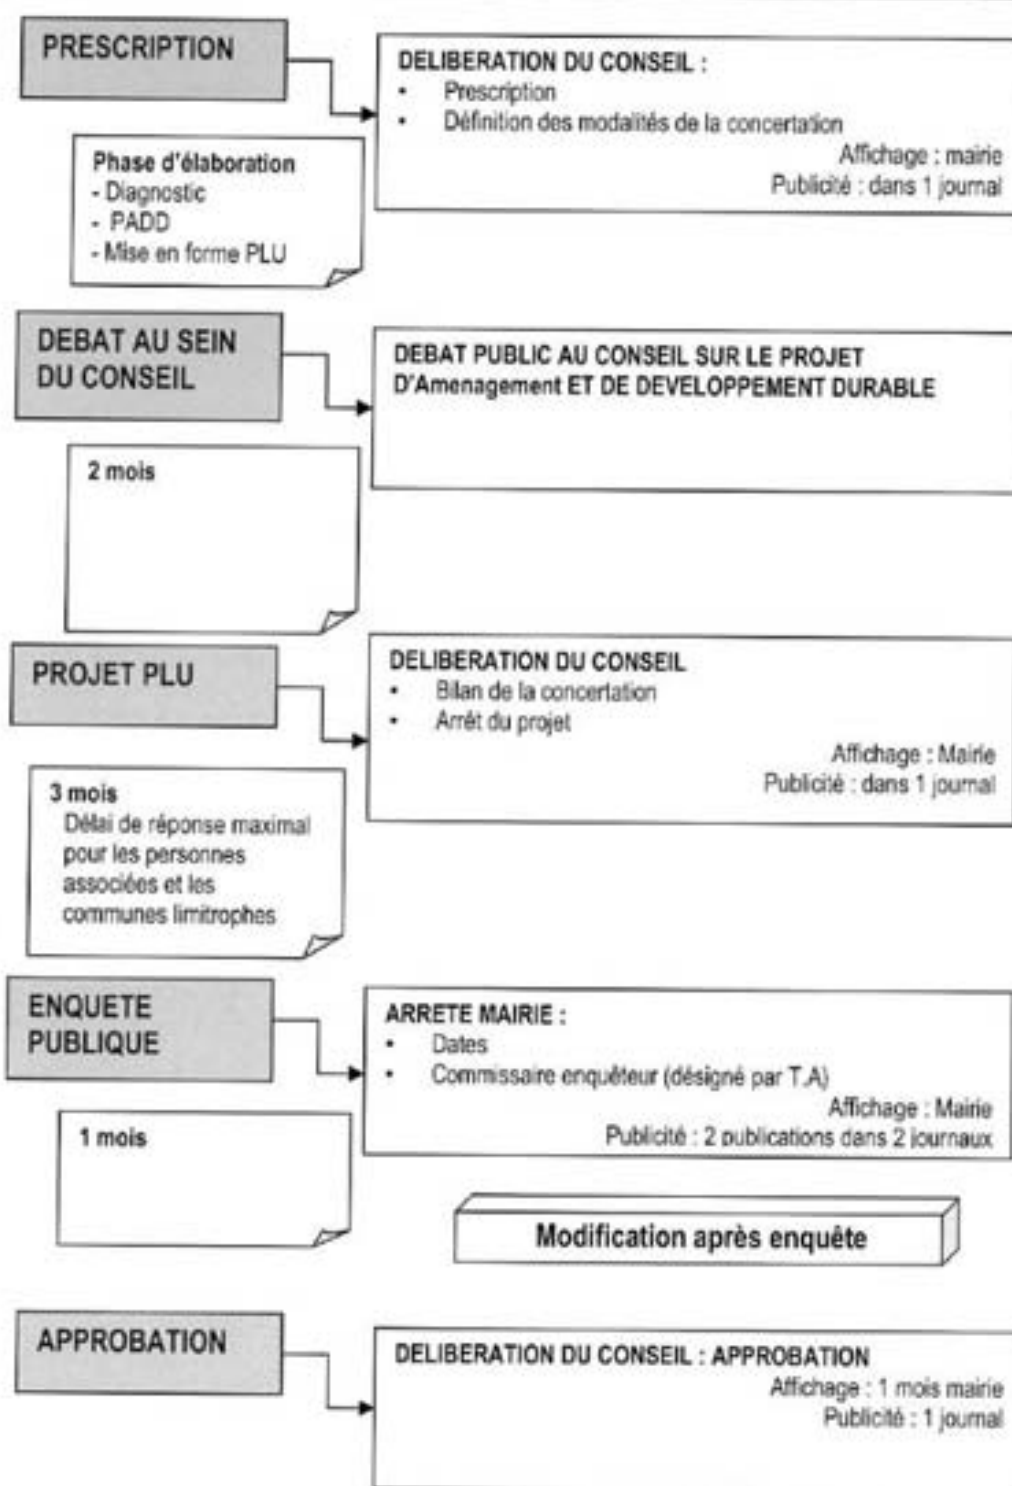 PRESCRIPTION
DELIBERATION DU CONSEIL :
• Prescription
• Définition des modalités de la concertation
Affichage : mairie
Publicité : dans 1 journal
Phase d'élaboration
- Diagnostic
- PADD
- Mise en forme PLU
DEBAT AU SEIN
DU CONSEIL
DEBAT PUBLIC AU CONSEIL SUR LE PROJET
D'Amenagement ET DE DEVELOPPEMENT DURABLE
2 mois
PROJET PLU
DELIBERATION DU CONSEIL
• Bilan de la concertation
• Arrêt du projet
Affichage : Mairie
Publicité : dans 1 journal
3 mois
Délai de réponse maximal
pour les personnes
associées et les
communes limitrophes
ENQUETE
PUBLIQUE
ARRETE MAIRIE :
• Dates
• Commissaire enquêteur (désigné par T.A)
Affichage : Mairie
Publicité : 2 publications dans 2 journaux
1 mois
Modification après enquête
APPROBATION
DELIBERATION DU CONSEIL : APPROBATION
Affichage : 1 mois mairie
Publicité : 1 journal